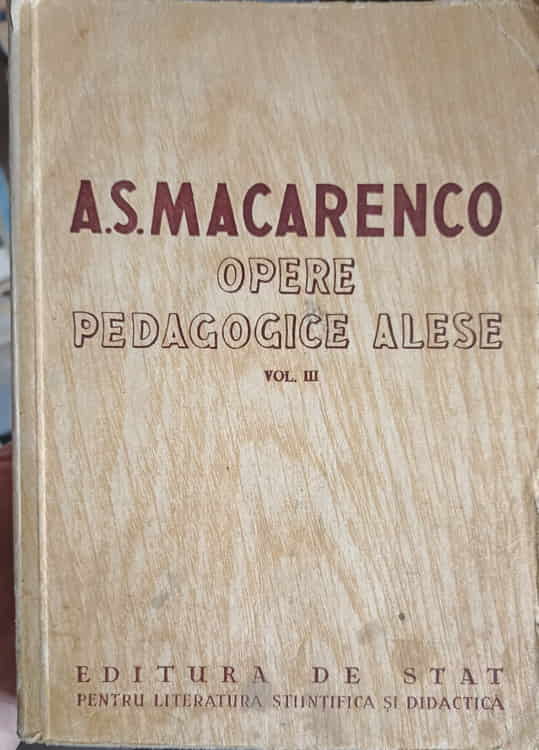 A.S.MACARENCO
OPERE
PEDAGOGICE ALESE
VOL. III
EDITURA DE STAT
PENTRU LITERATURA STIINTIFICA ȘI DIDACTICA